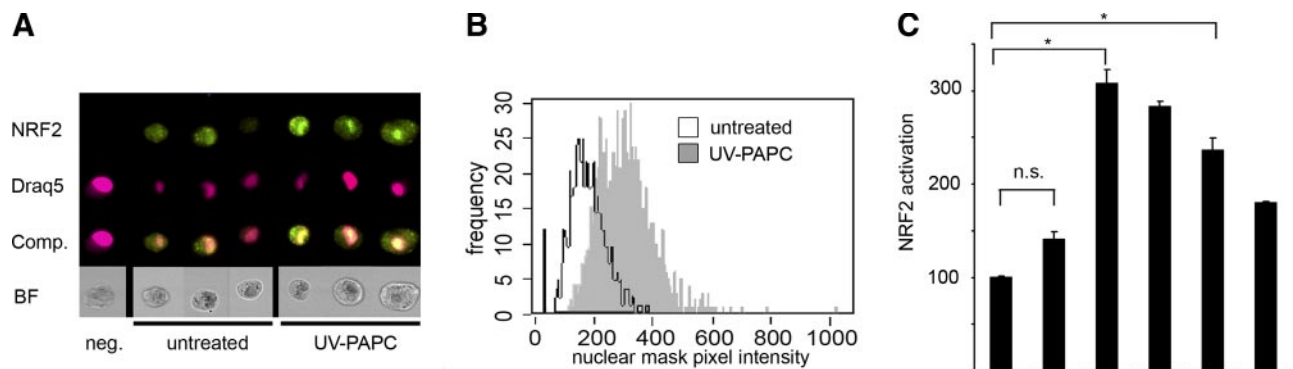 A
NRF2
Draq5
Comp.
BF
neg.
untreated
UV-PAPC
B
frequency
30
25
20
15
10
5
0
untreated
UV-PAPC
0
200
400
600
800
1000
nuclear mask pixel intensity
C
NRF2 activation
300
200
100
*
*
n.s.